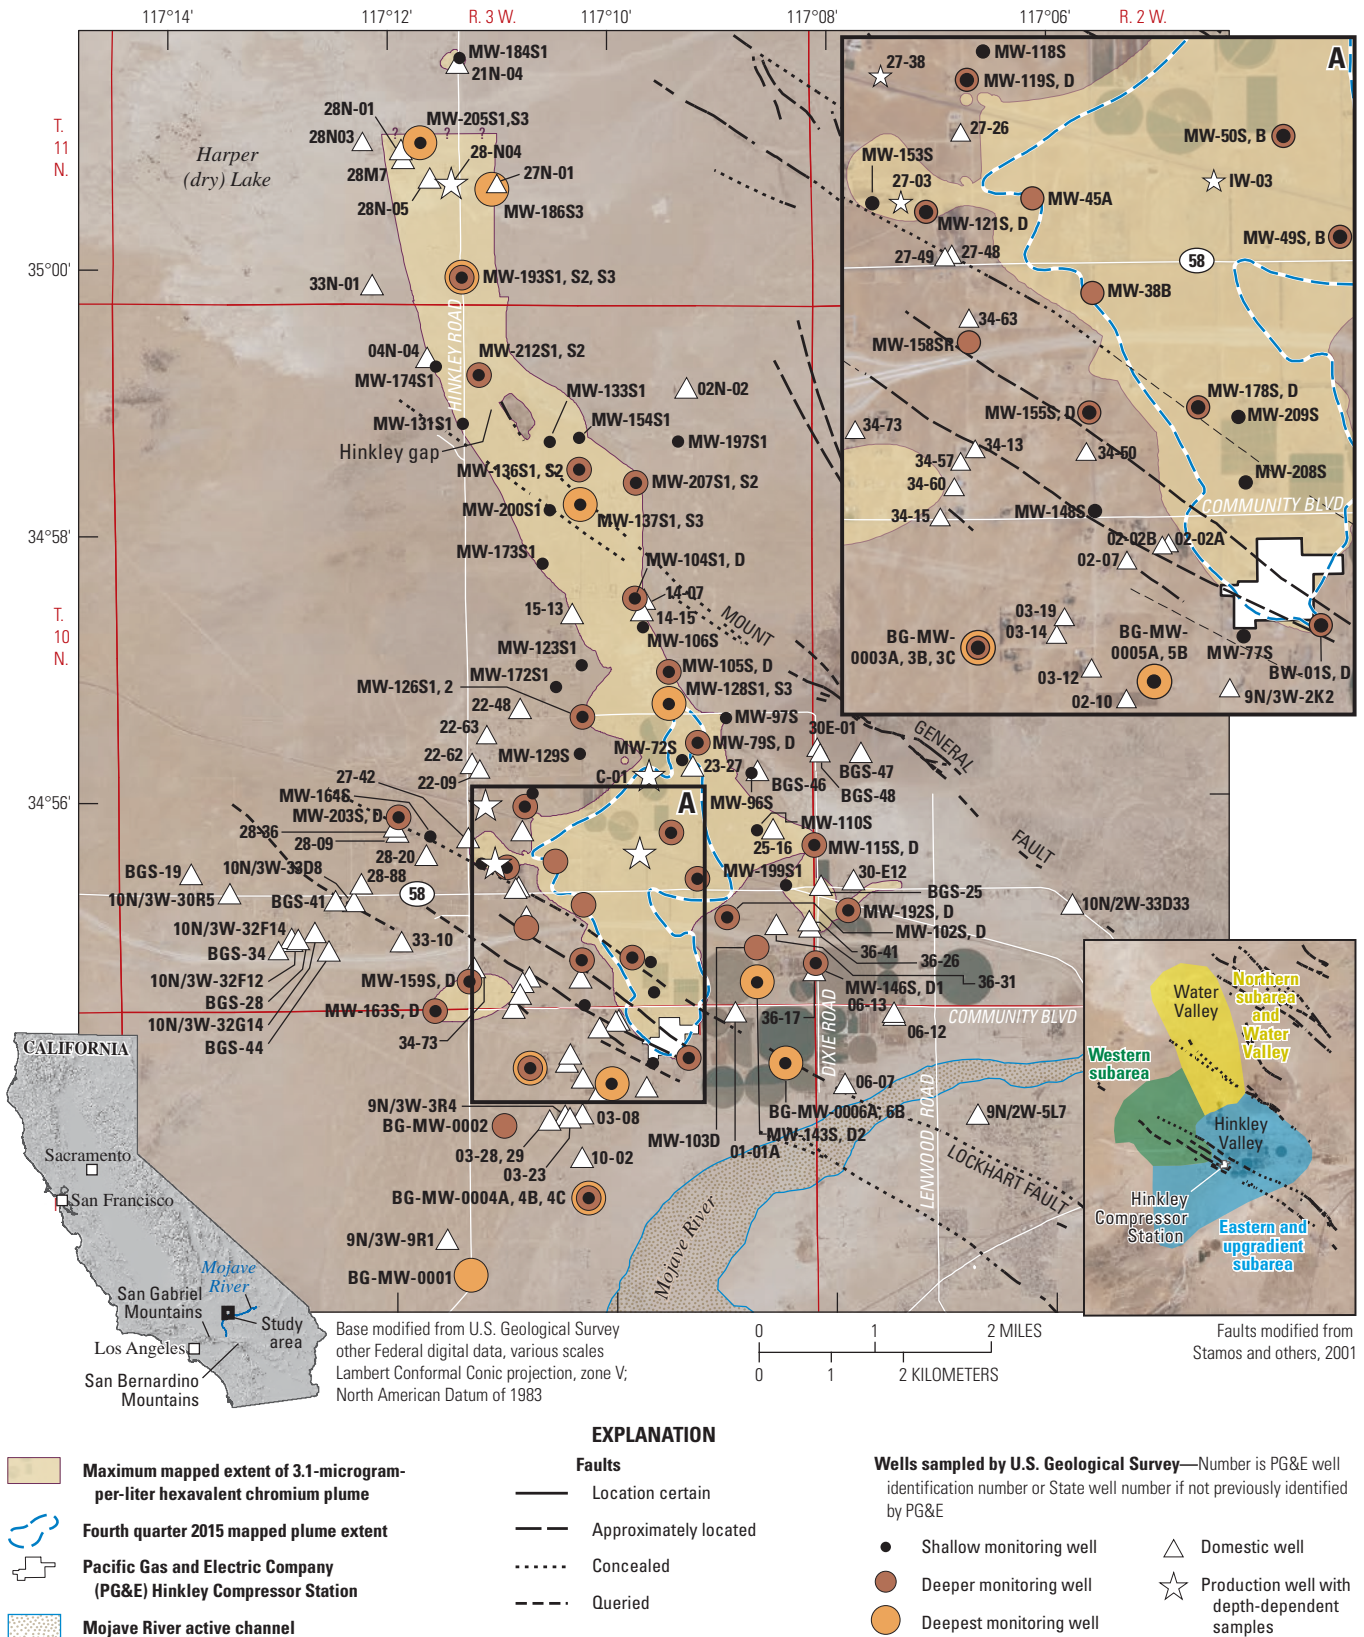 117°14'
117°12'
R. 3 W.
117°10'
117°08'
117°06'
R. 2 W.
T.
11
N.
35°00'
34°58'
T.
10
N.
34°56'
Harper
(dry) Lake
MW-184S1
21N-04
28N-01
MW-205S1,S3
28N03
? ? ?
28-N04
28M7
27N-01
28N-05
MW-186S3
33N-01
MW-193S1, S2, S3
HINKLEY ROAD
04N-04
MW-212S1, S2
MW-174S1
MW-133S1
02N-02
MW-131S1
MW-154S1
Hinkley gap
MW-197S1
MW-136S1, S2
MW-207S1, S2
MW-200S1
MW-137S1, S3
MW-173S1
MW-104S1, D
14-07
15-13
14-15
MOUNT
MW-106S
MW-123S1
MW-172S1
MW-105S, D
MW-126S1, 2
MW-128S1, S3
22-48
MW-97S
22-63
30E-01
GENERAL
MW-72S
MW-79S, D
22-62
MW-129S
23-27
27-42
22-09
C-01
BGS-46
BGS-47
BGS-48
MW-164S
A
MW-96S
MW-203S, D
MW-110S
28-36
28-09
25-16
MW-115S, D
FAULT
28-20
MW-199S1
30-E12
10N/3W-33D8
BGS-19
28-88
BGS-25
10N/3W-30R5
BGS-41
58
10N/2W-33D33
MW-192S, D
10N/3W-32F14
MW-102S, D
BGS-34
33-10
36-41
10N/3W-32F12
36-26
BGS-28
MW-159S, D
36-31
10N/3W-32G14
MW-163S, D
MW-146S, D1
BGS-44
06-13
34-73
36-17
COMMUNITY BLVD
06-12
DIXIE ROAD
06-07
LENWOOD ROAD
9N/3W-3R4
03-08
BG-MW-0006A, 6B
9N/2W-5L7
BG-MW-0002
MW-103D
MW-143S, D2
03-28, 29
01-01A
03-23
10-02
LOCKHART FAULT
BG-MW-0004A, 4B, 4C
9N/3W-9R1
Mojave River
BG-MW-0001
A
27-38
MW-118S
MW-119S, D
27-26
MW-50S, B
MW-153S
27-03
IW-03
MW-45A
MW-121S, D
MW-49S, B
27-49
27-48
58
MW-38B
34-63
MW-158SR
MW-178S, D
MW-155S, D
MW-209S
34-73
34-13
34-57
34-50
34-60
MW-208S
34-15
MW-148S
COMMUNITY BLVD
02-02B
02-02A
02-07
03-19
03-14
BG-MW-
0003A, 3B, 3C
BG-MW-
0005A, 5B
MW-77S
03-12
BW-01S, D
02-10
9N/3W-2K2
Water
Valley
Northern
subarea
and
Water
Valley
Western
subarea
Hinkley
Valley
Hinkley
Compressor
Station
Eastern and
upgradient
subarea
CALIFORNIA
Sacramento
San Francisco
Mojave
River
San Gabriel
Mountains
Study
area
Los Angeles
San Bernardino
Mountains
Base modified from U.S. Geological Survey
other Federal digital data, various scales
Lambert Conformal Conic projection, zone V;
North American Datum of 1983
0 1 2 MILES
0 1 2 KILOMETERS
Faults modified from
Stamos and others, 2001
EXPLANATION
Maximum mapped extent of 3.1-microgram-
per-liter hexavalent chromium plume
Fourth quarter 2015 mapped plume extent
Pacific Gas and Electric Company
(PG&E) Hinkley Compressor Station
Mojave River active channel
Faults
Location certain
Approximately located
Concealed
Queried
Wells sampled by U.S. Geological Survey—Number is PG&E well
identification number or State well number if not previously identified
by PG&E
Shallow monitoring well
Deeper monitoring well
Deepest monitoring well
Domestic well
Production well with
depth-dependent
samples